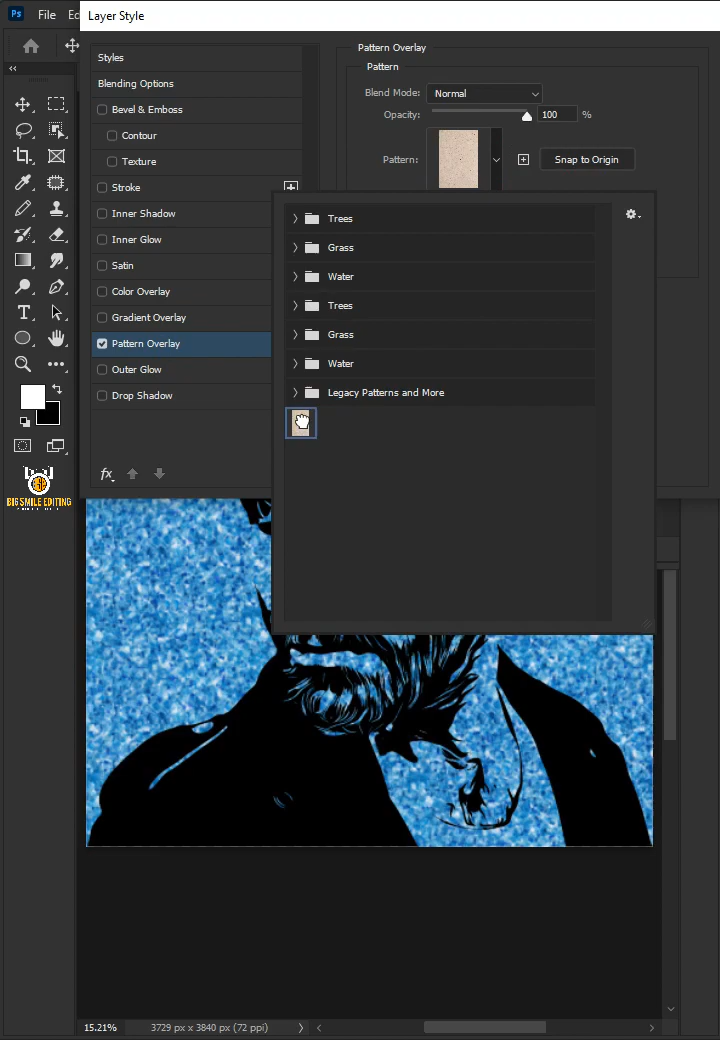 Ps File Ed
Layer Style
Styles
Blending Options
Bevel & Emboss
Contour
Texture
Stroke
Inner Shadow
Inner Glow
Satin
Color Overlay
Gradient Overlay
Pattern Overlay
Outer Glow
Drop Shadow
fx
Pattern Overlay
Pattern
Blend Mode: Normal
Opacity: 100 %
Pattern: Snap to Origin
Trees
Grass
Water
Trees
Grass
Water
Legacy Patterns and More
BIG SMILE EDITING
15.21% 3729 px x 3840 px (72 ppi)